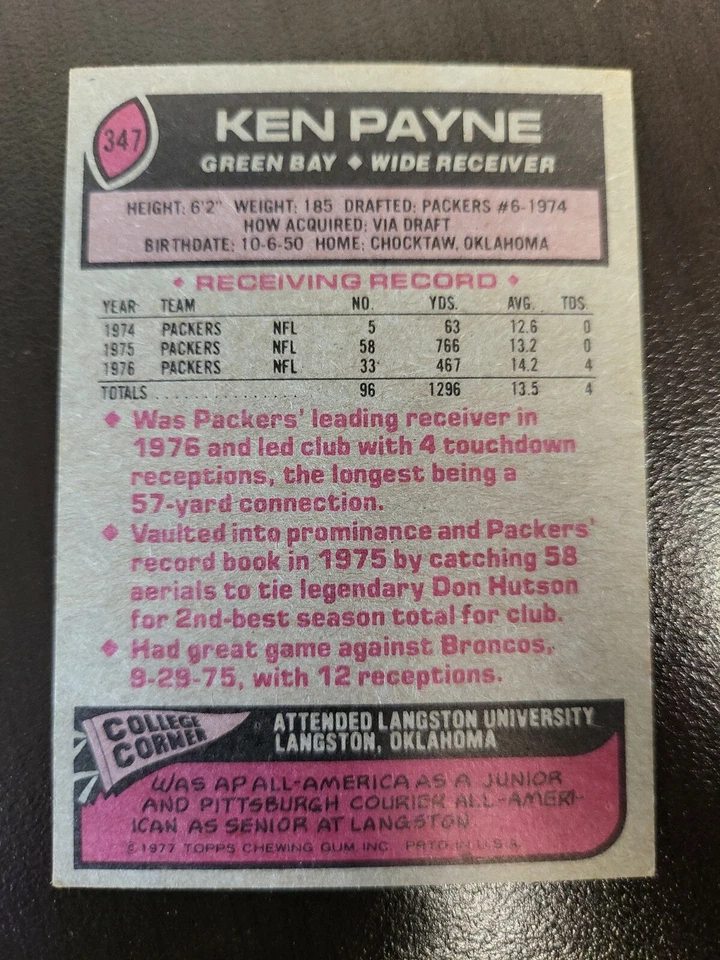 347
KEN PAYNE
GREEN BAY ♦ WIDE RECEIVER
HEIGHT: 6'2" WEIGHT: 185 DRAFTED: PACKERS #6-1974
HOW ACQUIRED: VIA DRAFT
BIRTHDATE: 10-6-50 HOME: CHOCKTAW, OKLAHOMA
♦ RECEIVING RECORD ♦
YEAR TEAM NO. YDS. AVG. TDS.
1974 PACKERS NFL 5 63 12.6 0
1975 PACKERS NFL 58 766 13.2 0
1976 PACKERS NFL 33 467 14.2 4
TOTALS . . . . . . . . . . . . . . . . . 96 1296 13.5 4
♦ Was Packers' leading receiver in
1976 and led club with 4 touchdown
receptions, the longest being a
57-yard connection.
♦ Vaulted into prominance and Packers'
record book in 1975 by catching 58
aerials to tie legendary Don Hutson
for 2nd-best season total for club.
♦ Had great game against Broncos,
9-29-75, with 12 receptions.
COLLEGE
CORNER
ATTENDED LANGSTON UNIVERSITY
LANGSTON, OKLAHOMA
WAS AP ALL-AMERICA AS A JUNIOR
AND PITTSBURGH COURIER ALL-AMERI-
ICAN AS SENIOR AT LANGSTON
© 1977 TOPPS CHEWING GUM, INC. PRTD. IN U.S.A.